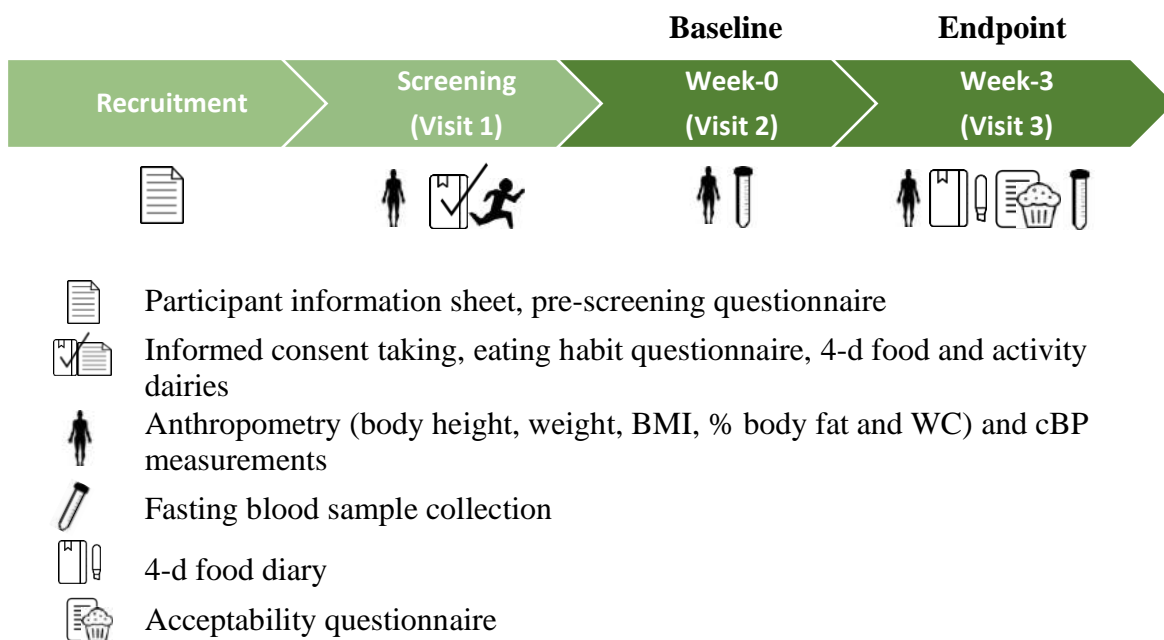 Baseline Endpoint
Recruitment
Screening
(Visit 1)
Week-0
(Visit 2)
Week-3
(Visit 3)
Participant information sheet, pre-screening questionnaire
Informed consent taking, eating habit questionnaire, 4-d food and activity
dairies
Anthropometry (body height, weight, BMI, % body fat and WC) and cBP
measurements
Fasting blood sample collection
4-d food diary
Acceptability questionnaire